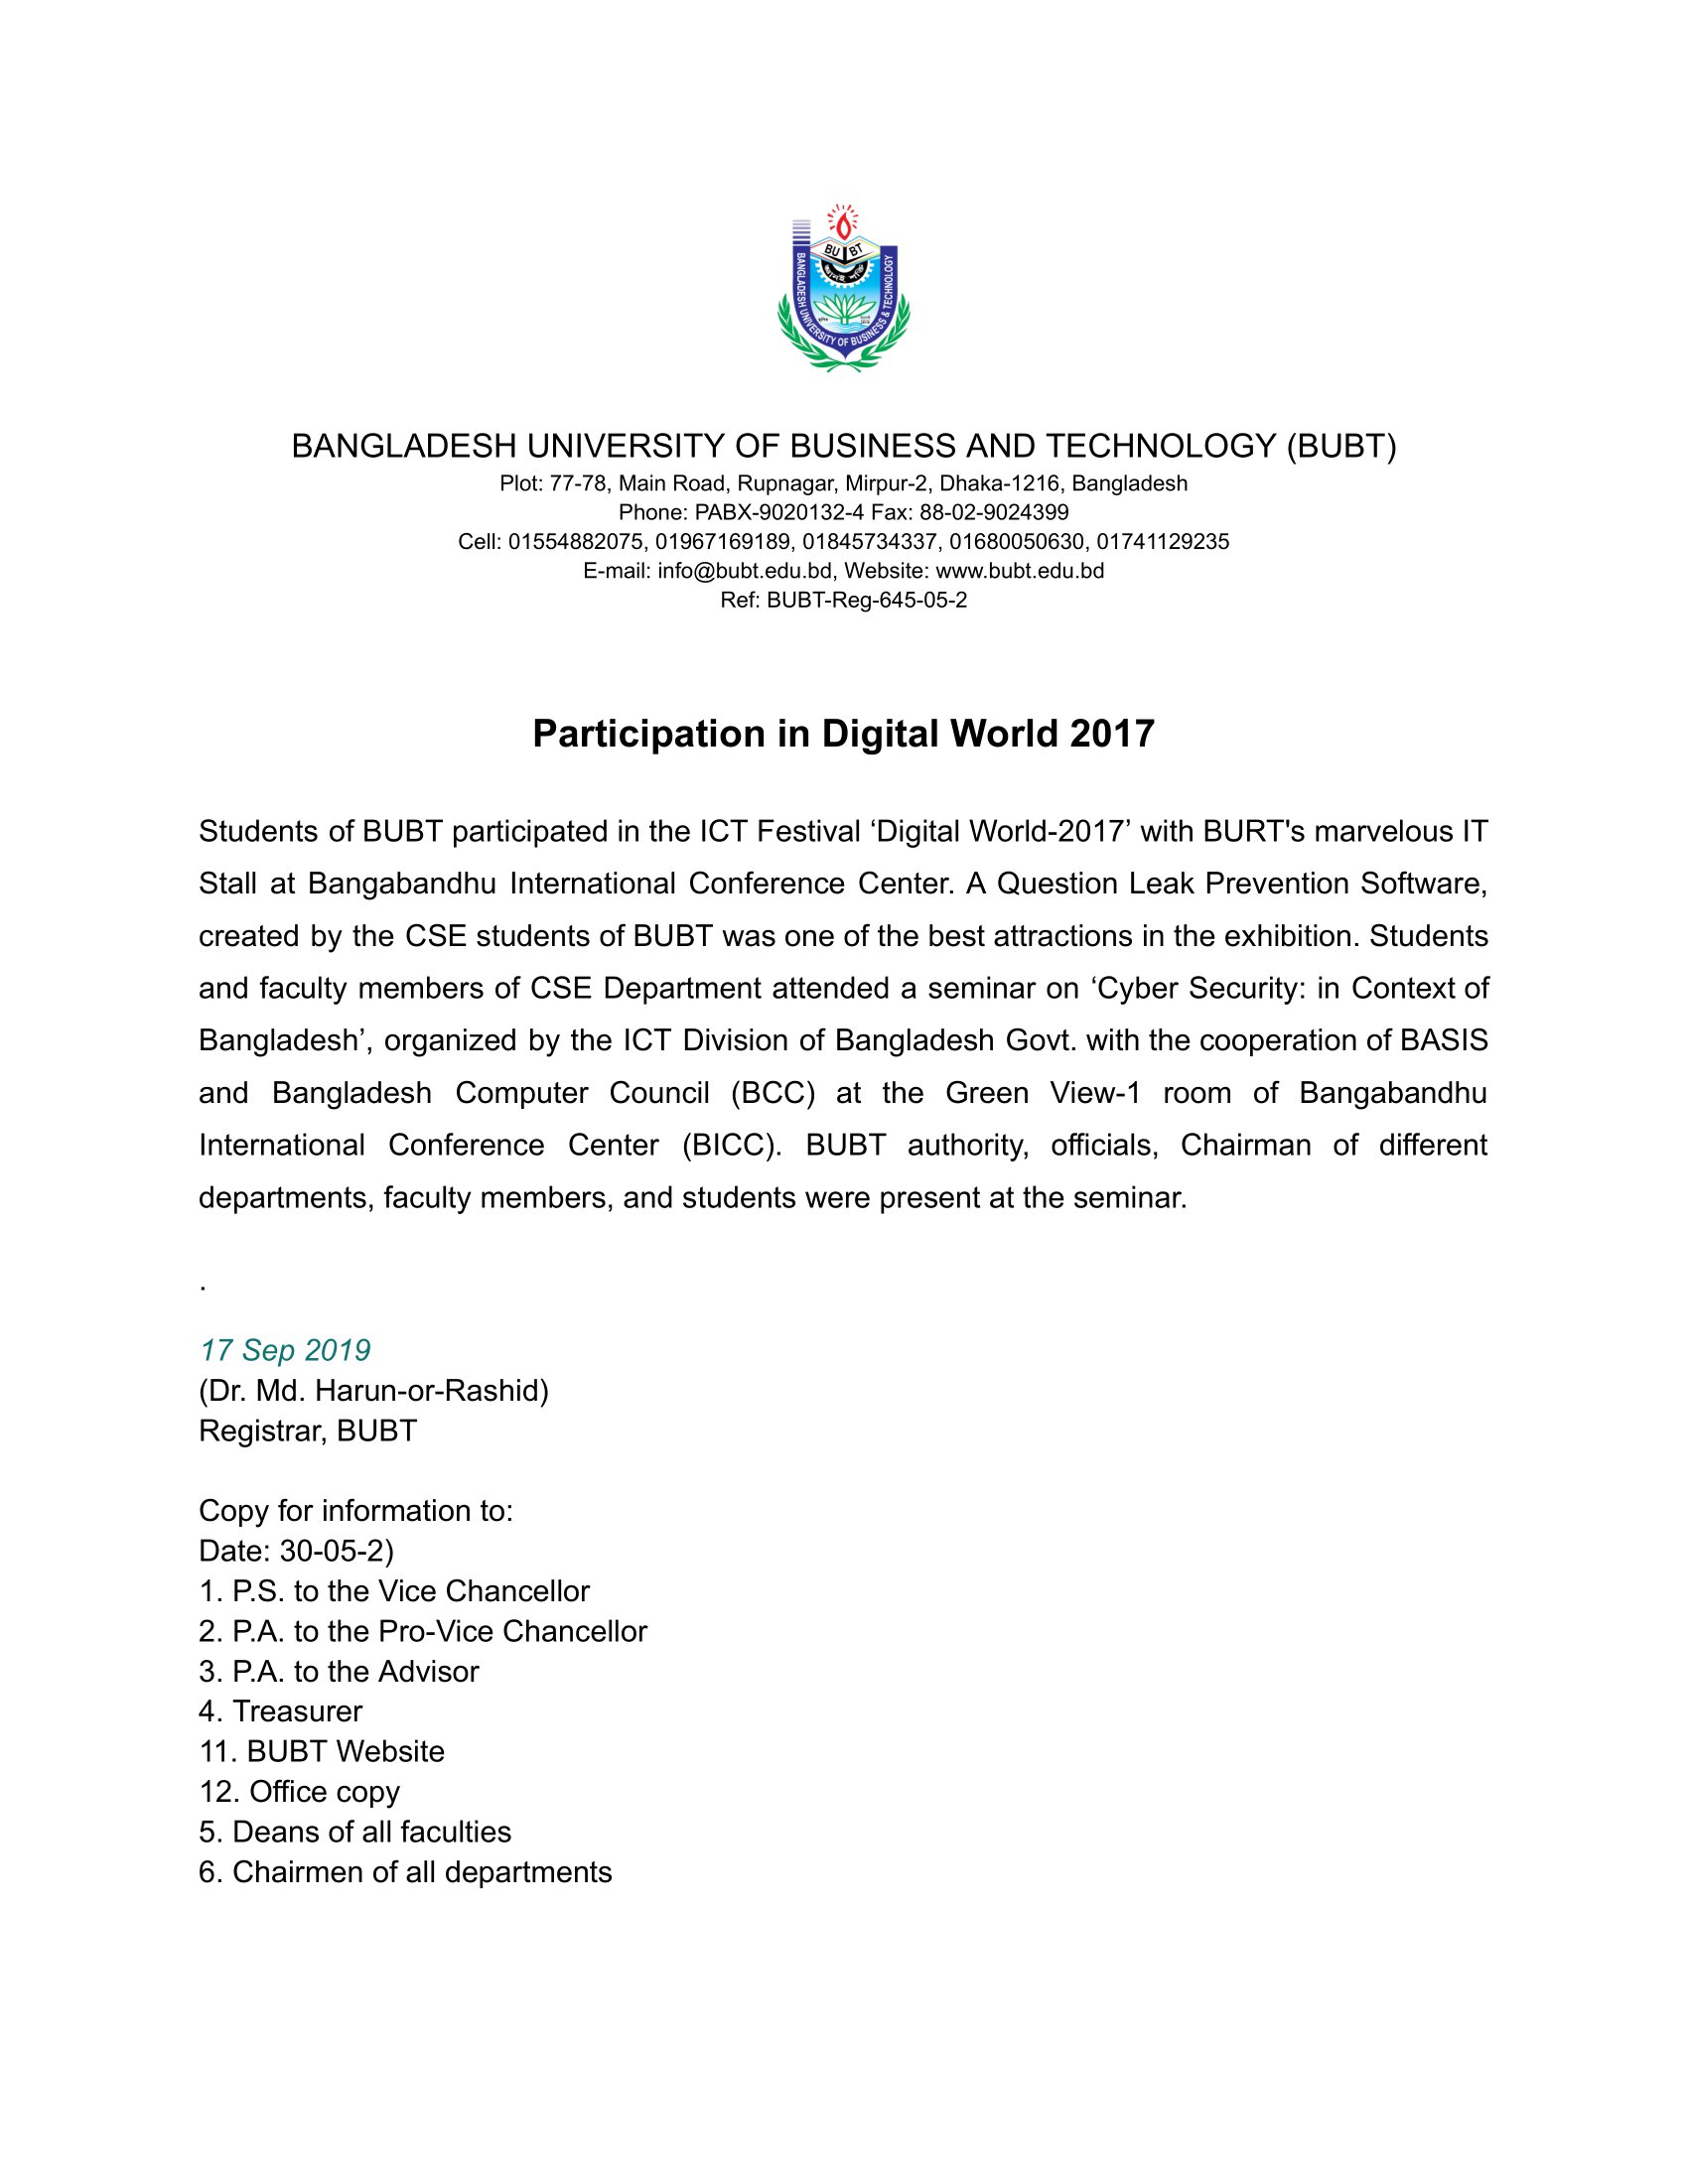 BU BT
BANGLADESH UNIVERSITY OF BUSINESS & TECHNOLOGY
BANGLADESH UNIVERSITY OF BUSINESS AND TECHNOLOGY (BUBT)
Plot: 77-78, Main Road, Rupnagar, Mirpur-2, Dhaka-1216, Bangladesh
Phone: PABX-9020132-4 Fax: 88-02-9024399
Cell: 01554882075, 01967169189, 01845734337, 01680050630, 01741129235
E-mail: info@bubt.edu.bd, Website: www.bubt.edu.bd
Ref: BUBT-Reg-645-05-2
Participation in Digital World 2017
Students of BUBT participated in the ICT Festival ‘Digital World-2017’ with BURT's marvelous IT
Stall at Bangabandhu International Conference Center. A Question Leak Prevention Software,
created by the CSE students of BUBT was one of the best attractions in the exhibition. Students
and faculty members of CSE Department attended a seminar on ‘Cyber Security: in Context of
Bangladesh’, organized by the ICT Division of Bangladesh Govt. with the cooperation of BASIS
and Bangladesh Computer Council (BCC) at the Green View-1 room of Bangabandhu
International Conference Center (BICC). BUBT authority, officials, Chairman of different
departments, faculty members, and students were present at the seminar.
.
17 Sep 2019
(Dr. Md. Harun-or-Rashid)
Registrar, BUBT
Copy for information to:
Date: 30-05-2)
1. P.S. to the Vice Chancellor
2. P.A. to the Pro-Vice Chancellor
3. P.A. to the Advisor
4. Treasurer
11. BUBT Website
12. Office copy
5. Deans of all faculties
6. Chairmen of all departments